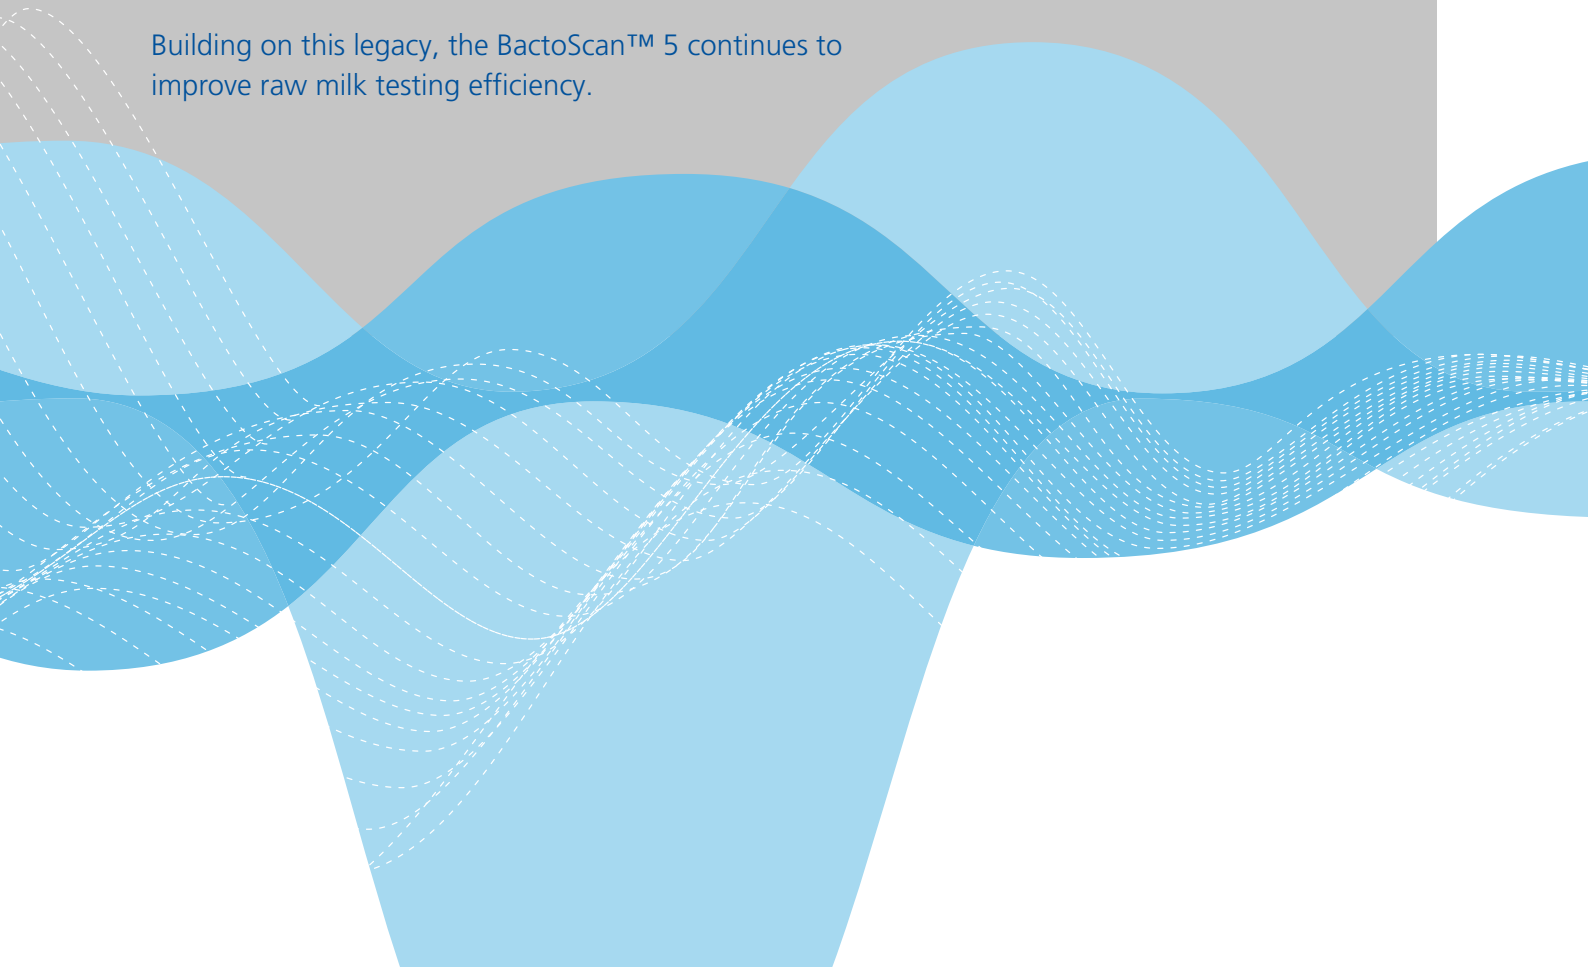 Building on this legacy, the BactoScan™ 5 continues to
improve raw milk testing efficiency.